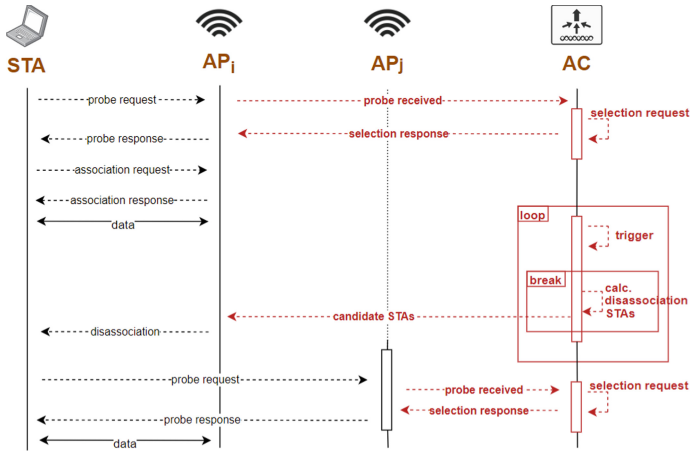 STA
APi
APj
AC
probe request
probe received
selection request
probe response
selection response
association request
association response
data
loop
trigger
break
calc.
disassociation
STAs
candidate STAs
disassociation
probe request
probe received
selection request
probe response
selection response
data